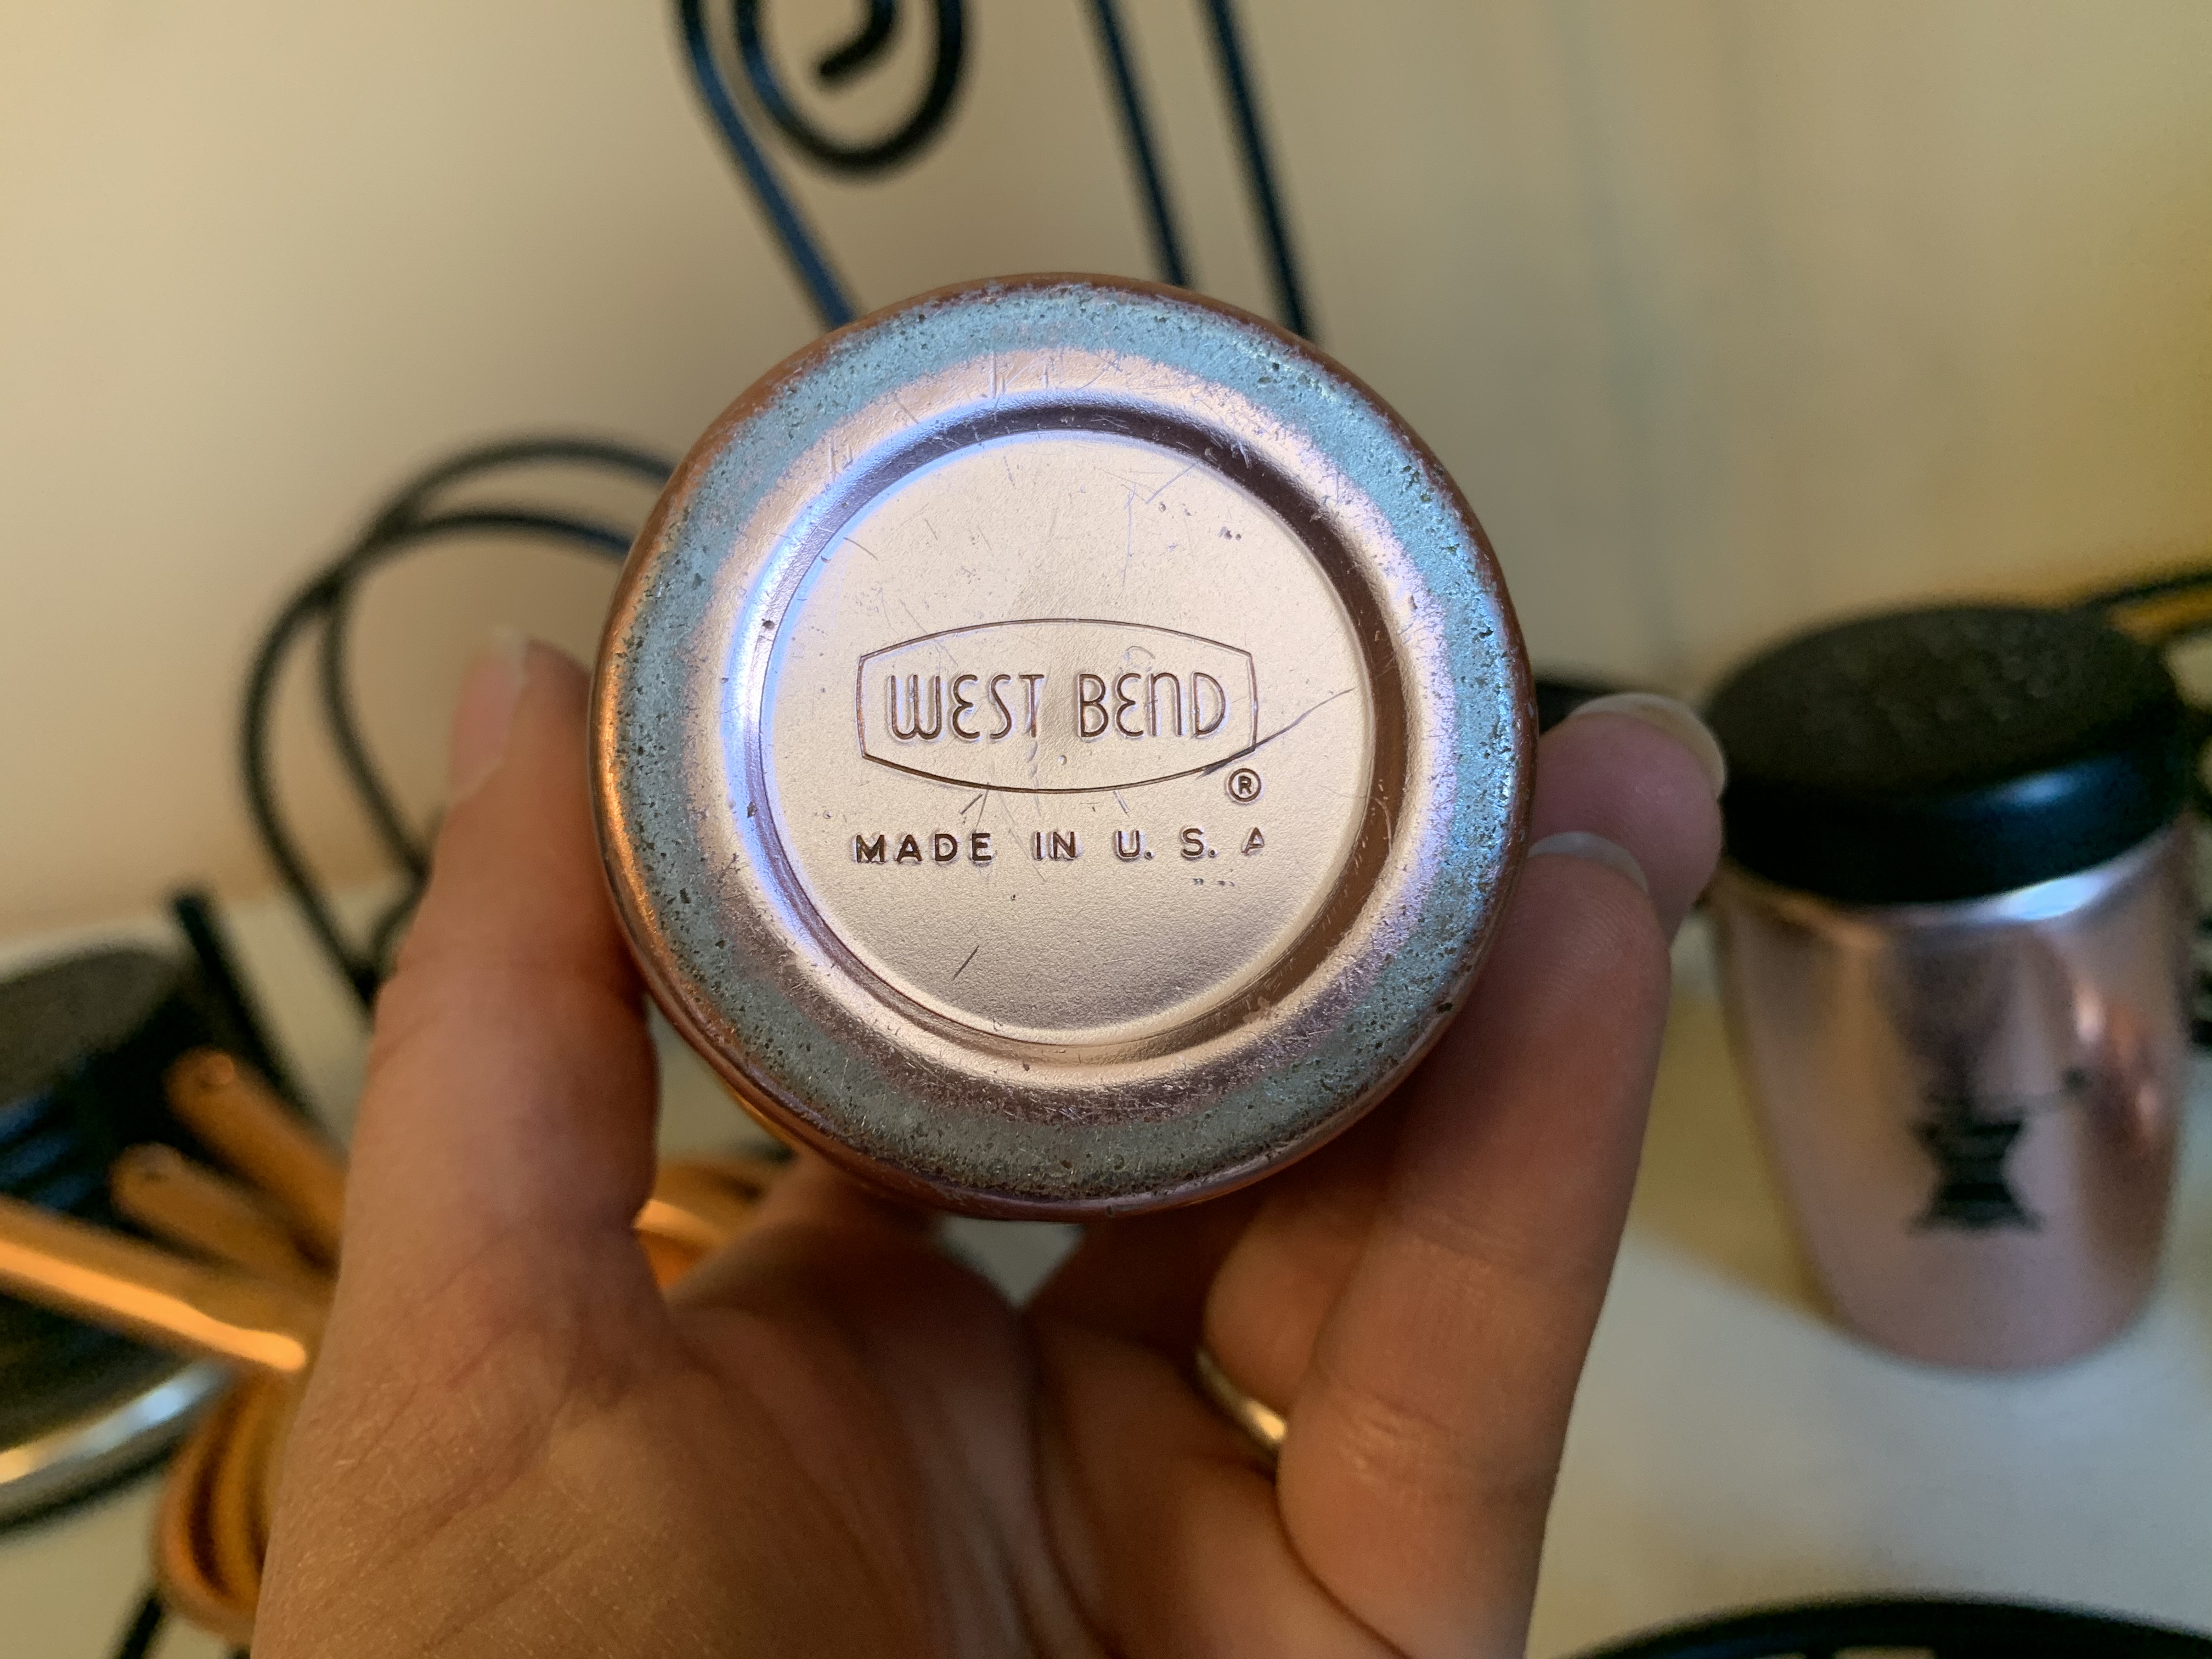 WEST BEND
®
MADE IN U. S. A